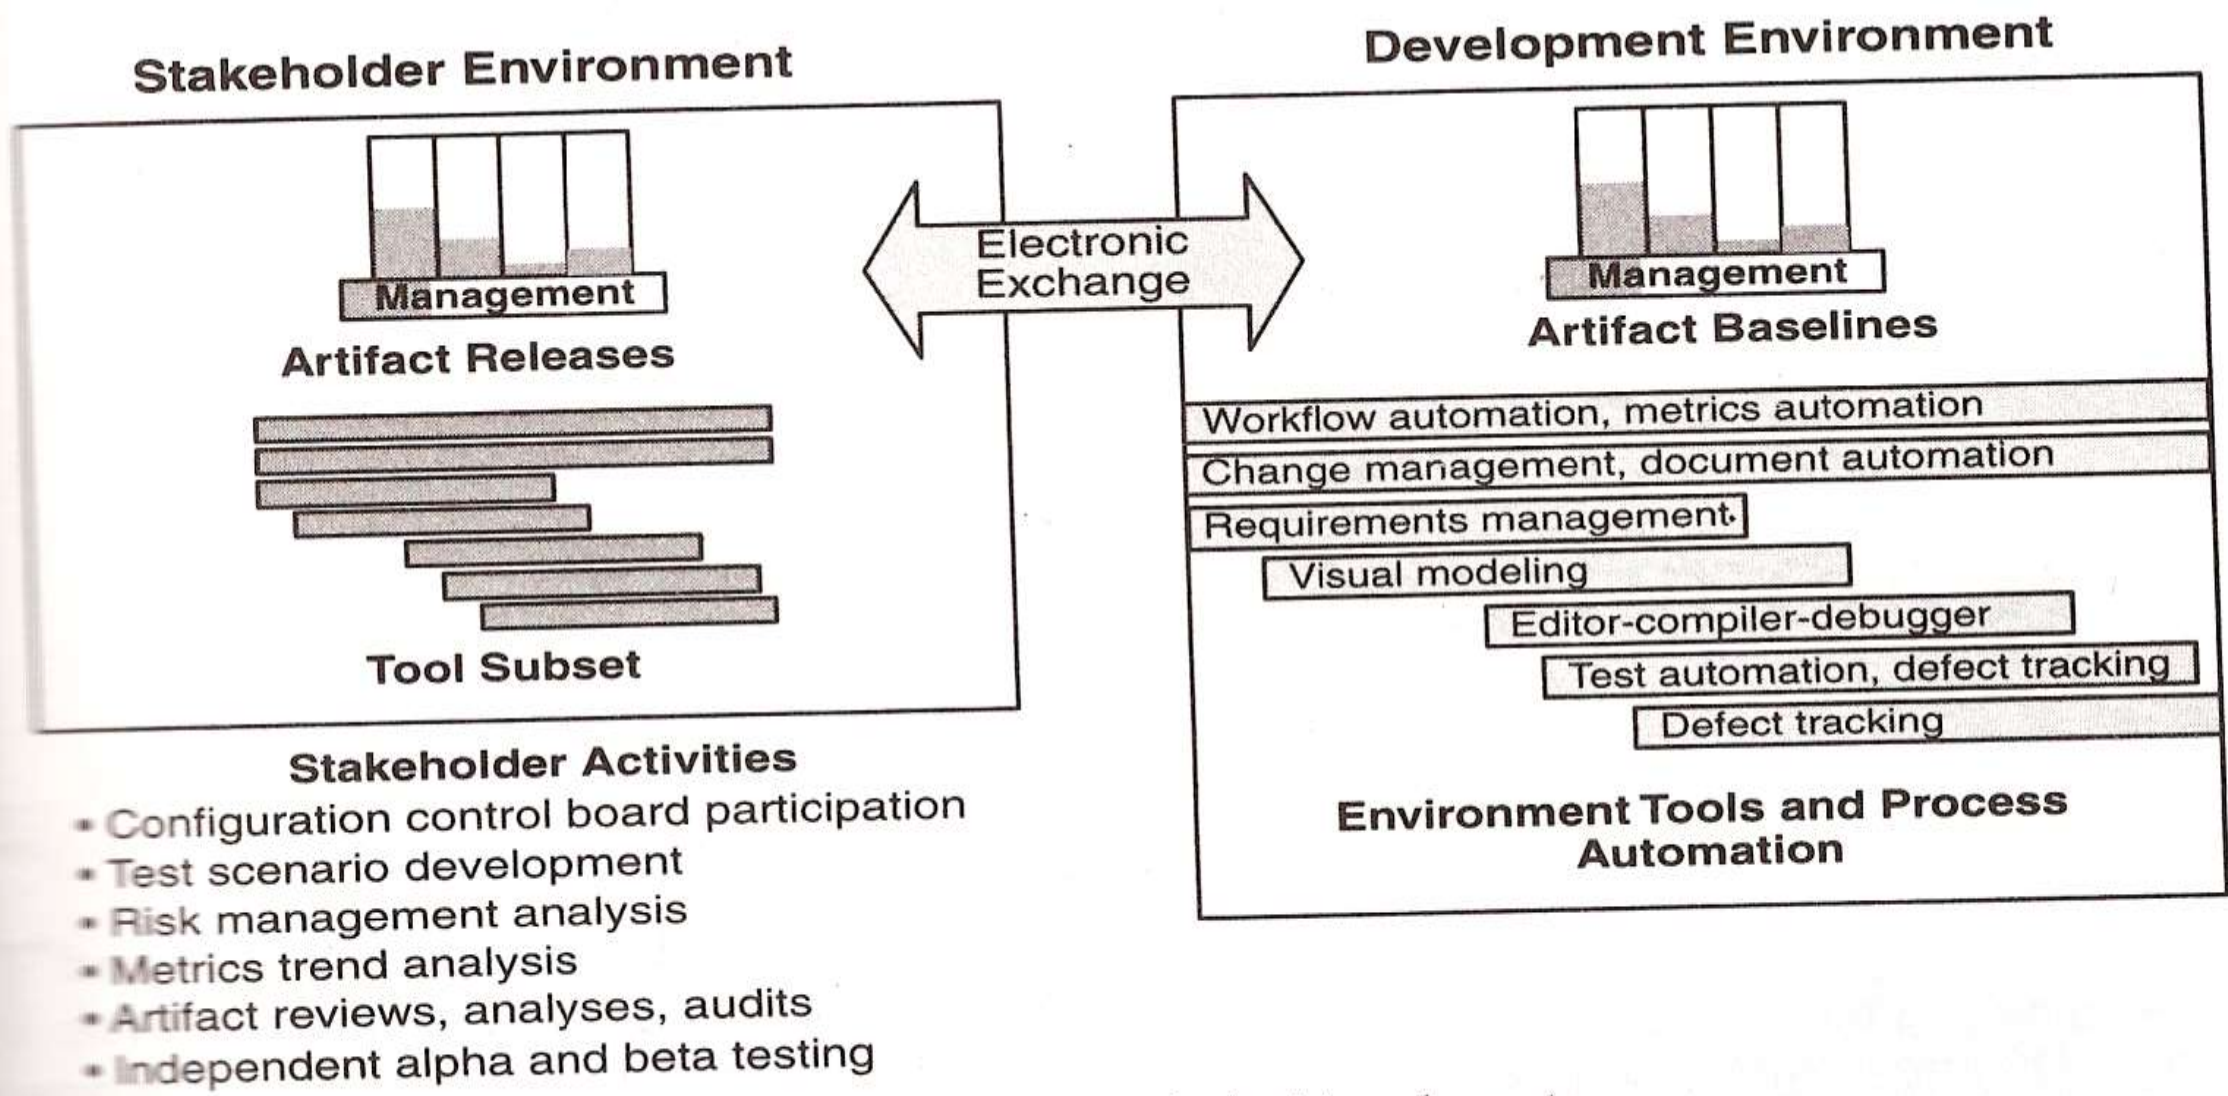 Stakeholder Environment
Management
Artifact Releases
Tool Subset
Stakeholder Activities
• Configuration control board participation
• Test scenario development
• Risk management analysis
• Metrics trend analysis
• Artifact reviews, analyses, audits
• Independent alpha and beta testing
Electronic
Exchange
Development Environment
Management
Artifact Baselines
Workflow automation, metrics automation
Change management, document automation
Requirements management
Visual modeling
Editor-compiler-debugger
Test automation, defect tracking
Defect tracking
Environment Tools and Process
Automation